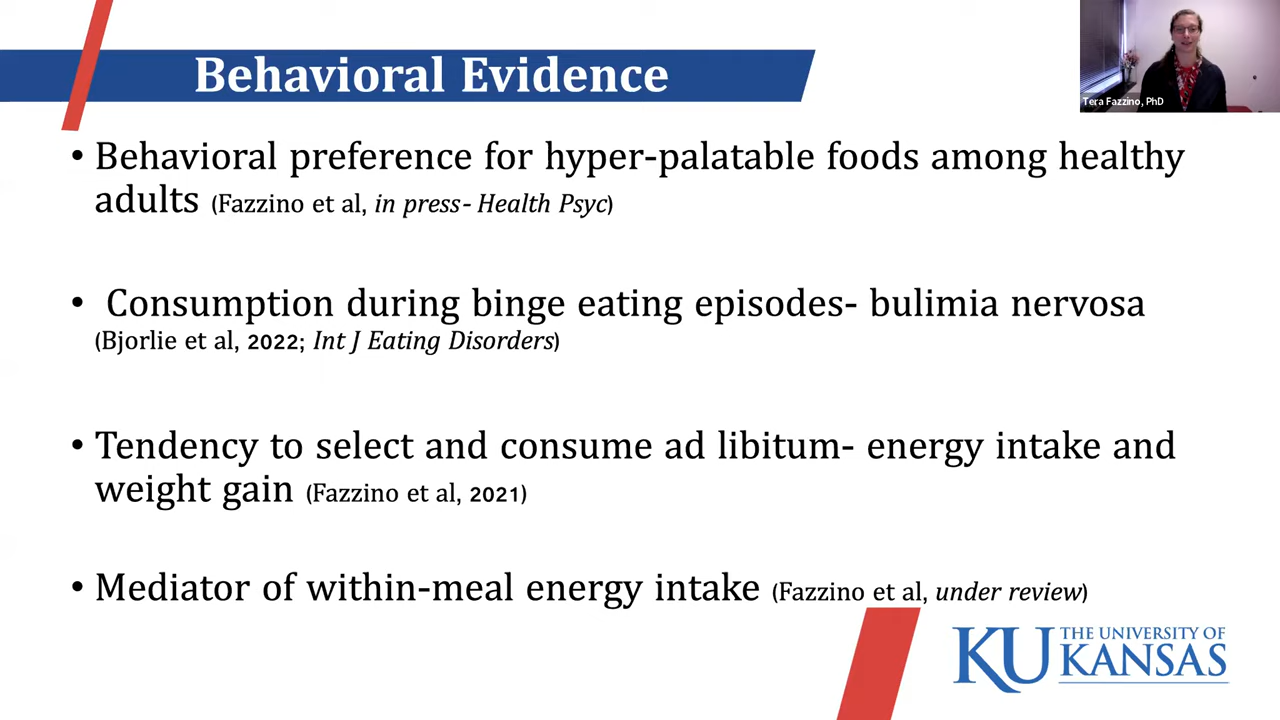 Behavioral Evidence
Tera Fazzino, PhD
• Behavioral preference for hyper-palatable foods among healthy
adults (Fazzino et al, in press- Health Psyc)
• Consumption during binge eating episodes- bulimia nervosa
(Bjorlie et al, 2022; Int J Eating Disorders)
• Tendency to select and consume ad libitum- energy intake and
weight gain (Fazzino et al, 2021)
• Mediator of within-meal energy intake (Fazzino et al, under review)
KU THE UNIVERSITY OF
KANSAS